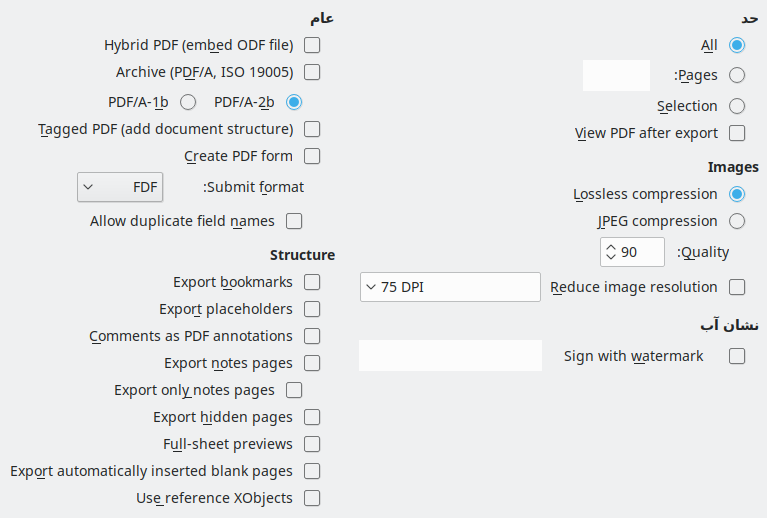 حد
All
Pages:
Selection
View PDF after export
Images
Lossless compression
JPEG compression
Quality: 90
Reduce image resolution 75 DPI
نشان آب
Sign with watermark
عام
Hybrid PDF (embed ODF file)
Archive (PDF/A, ISO 19005)
PDF/A-2b PDF/A-1b
Tagged PDF (add document structure)
Create PDF form
Submit format: FDF
Allow duplicate field names
Structure
Export bookmarks
Export placeholders
Comments as PDF annotations
Export notes pages
Export only notes pages
Export hidden pages
Full-sheet previews
Export automatically inserted blank pages
Use reference XObjects